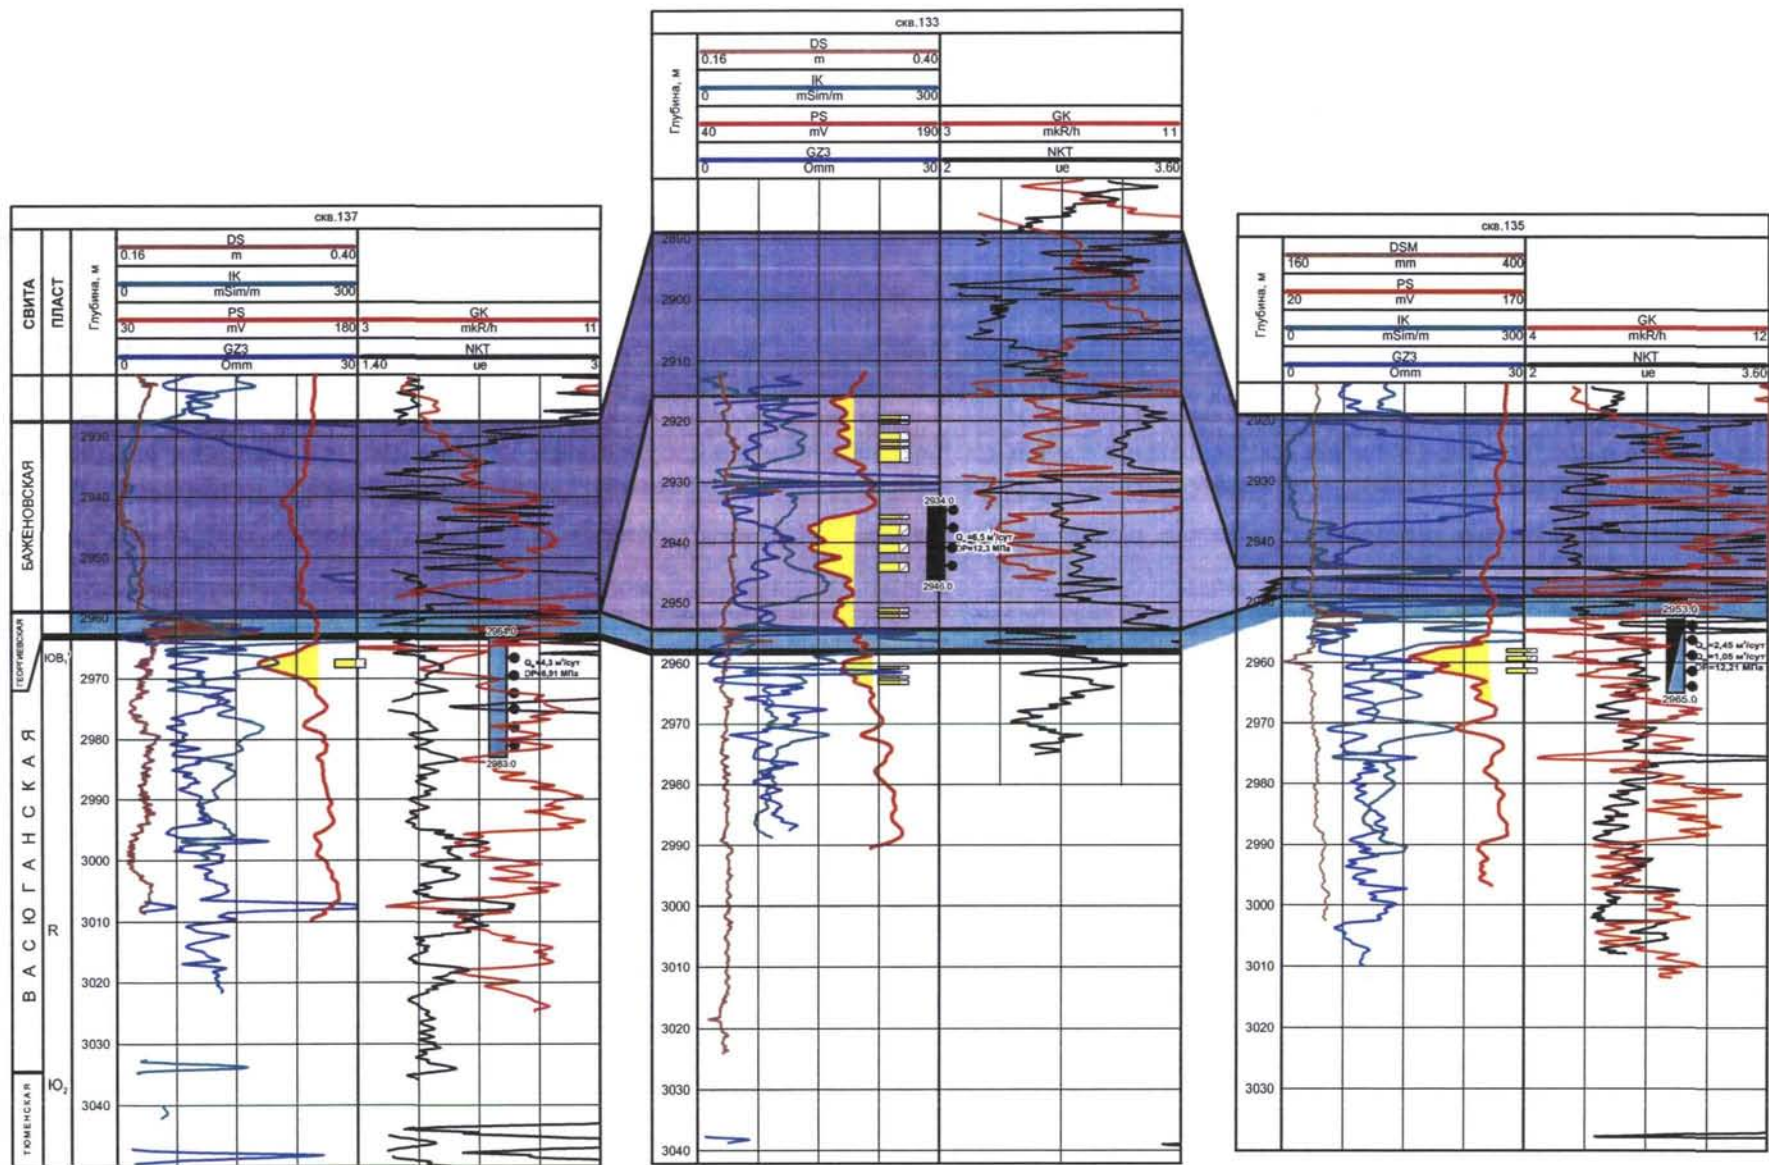 скв.137
СВИТА
ПЛАСТ
Глубина, м
DS
0.16 m 0.40
IK
0 mSim/m 300
PS
30 mV 180
GZ3
0 Omm 30
GK
3 mkR/h 11
NKT
1.40 ue 3
БАЖЕНОВСКАЯ
ГЕОРГИЕВСКАЯ
ВАСЮГАНСКАЯ
ТЮМЕНСКАЯ
R
Ю₂
2930
2940
2950
2960
2970
2980
2990
3000
3010
3020
3030
3040
2983.0
скв.133
Глубина, м
DS
0.16 m 0.40
IK
0 mSim/m 300
PS
40 mV 190
GZ3
0 Omm 30
GK
3 mkR/h 11
NKT
2 ue 3.60
2900
2910
2920
2930
2940
2950
2960
2970
2980
2990
3000
3010
3020
3030
3040
2934.0
DP=12,3 МПа
2946.0
скв.135
Глубина, м
DSM
160 mm 400
PS
20 mV 170
IK
0 mSim/m 300
GZ3
0 Omm 30
GK
4 mkR/h 12
NKT
2 ue 3.60
2920
2930
2940
2960
2970
2980
2990
3000
3010
3020
3030
2953.0
DP=12,21 МПа
2965.0